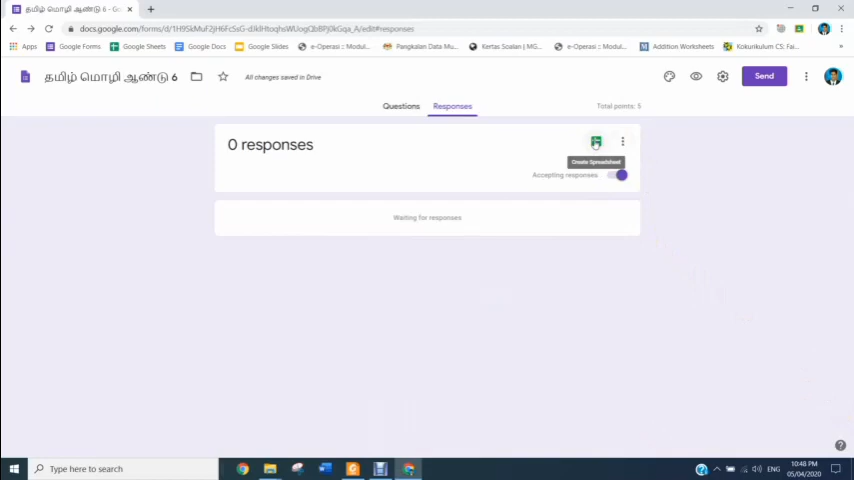 தமிழ் மொழி ஆண்டு 6 - Go
docs.google.com/forms/d/
/edit#responses
Apps Google Forms Google Sheets Google Docs Google Slides e-Operasi :: Modul... Pangkalan Data Mu... Kertas Soalan | MG... e-Operasi :: Modul... Addition Worksheets Kokurikulum CS: Fai... »
தமிழ் மொழி ஆண்டு 6 All changes saved in Drive Send
Questions Responses Total points: 5
0 responses
Create Spreadsheet
Accepting responses
Waiting for responses
Type here to search
ENG
10:48 PM
05/04/2020